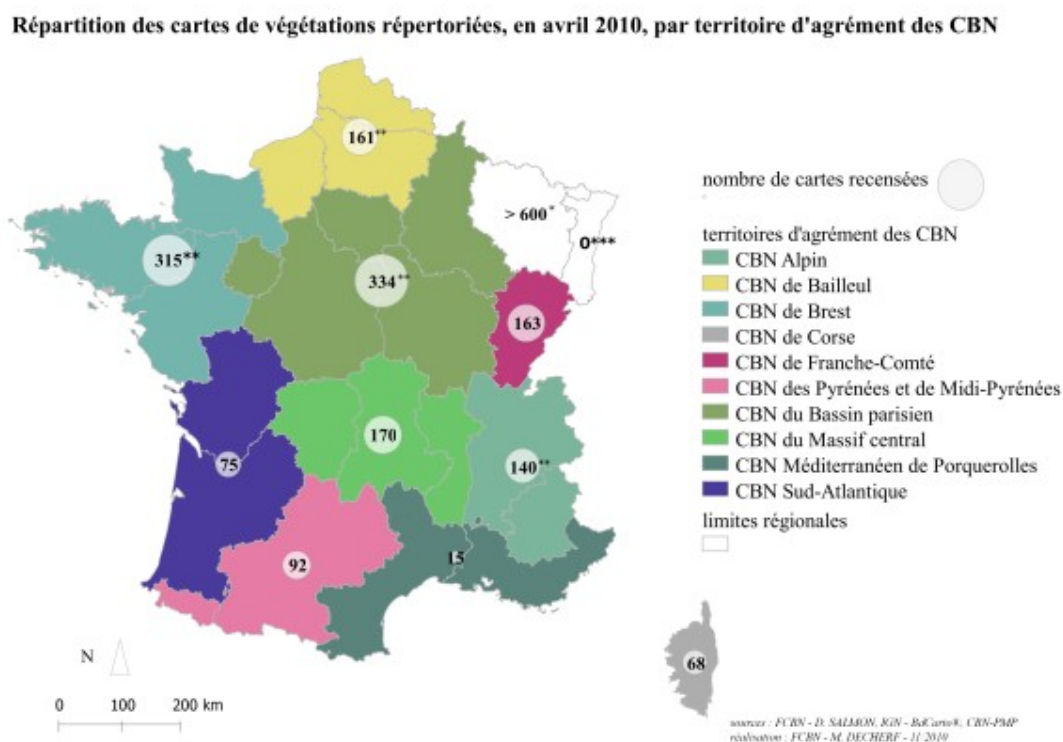 Répartition des cartes de végétations répertoriées, en avril 2010, par territoire d'agrément des CBN
161**
> 600*
0***
315**
334**
163
170
75
140**
92
15
68
nombre de cartes recensées
territoires d'agrément des CBN
CBN Alpin
CBN de Bailleul
CBN de Brest
CBN de Corse
CBN de Franche-Comté
CBN des Pyrénées et de Midi-Pyrénées
CBN du Bassin parisien
CBN du Massif central
CBN Méditerranéen de Porquerolles
CBN Sud-Atlantique
limites régionales
N
0 100 200 km
sources : FCBN - D. SALMON, IGN - BdCarto®, CBN-PMP
réalisation : FCBN - M. DECHERF - 11/2010